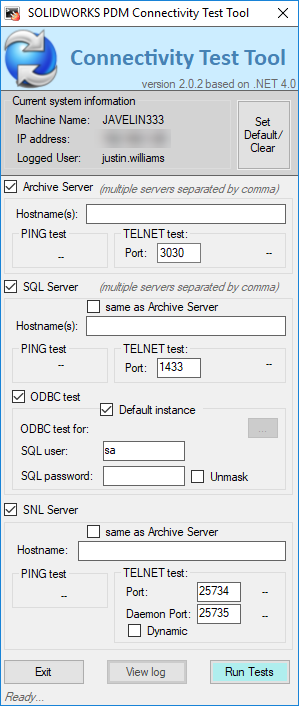 SOLIDWORKS PDM Connectivity Test Tool
Connectivity Test Tool
version 2.0.2 based on .NET 4.0
Current system information
Machine Name: JAVELIN333
IP address:
Logged User: justin.williams
Set Default/ Clear
Archive Server (multiple servers separated by comma)
Hostname(s):
PING test TELNET test:
-- Port: 3030 --
SQL Server (multiple servers separated by comma)
same as Archive Server
Hostname(s):
PING test TELNET test:
-- Port: 1433 --
ODBC test
Default instance
ODBC test for: ...
SQL user: sa
SQL password: Unmask
SNL Server
same as Archive Server
Hostname:
PING test TELNET test:
-- Port: 25734 --
Daemon Port: 25735 --
Dynamic
Exit View log Run Tests
Ready...